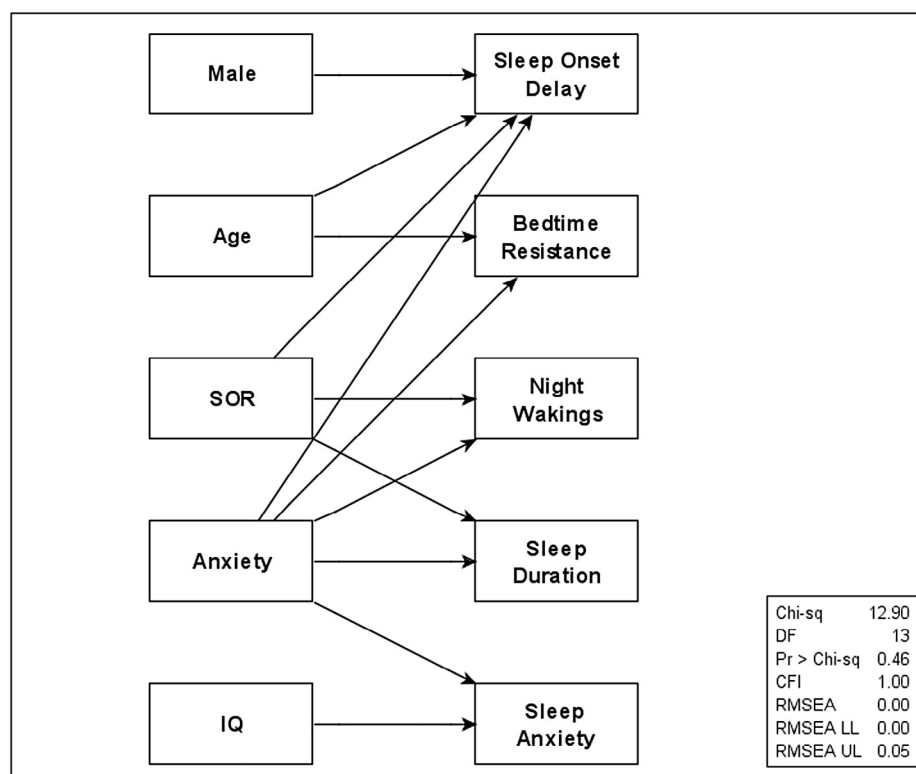 Male
Sleep Onset
Delay
Age
Bedtime
Resistance
SOR
Night
Wakings
Anxiety
Sleep
Duration
IQ
Sleep
Anxiety
Chi-sq 12.90
DF 13
Pr > Chi-sq 0.46
CFI 1.00
RMSEA 0.00
RMSEA LL 0.00
RMSEA UL 0.05